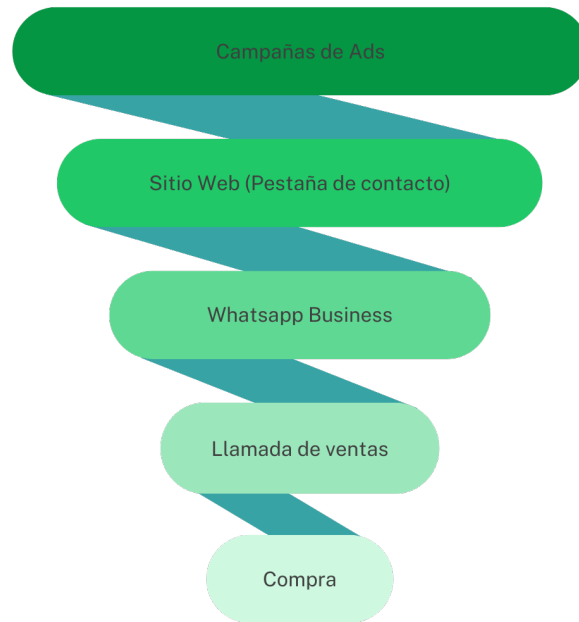 Campañas de Ads
Sitio Web (Pestaña de contacto)
Whatsapp Business
Llamada de ventas
Compra